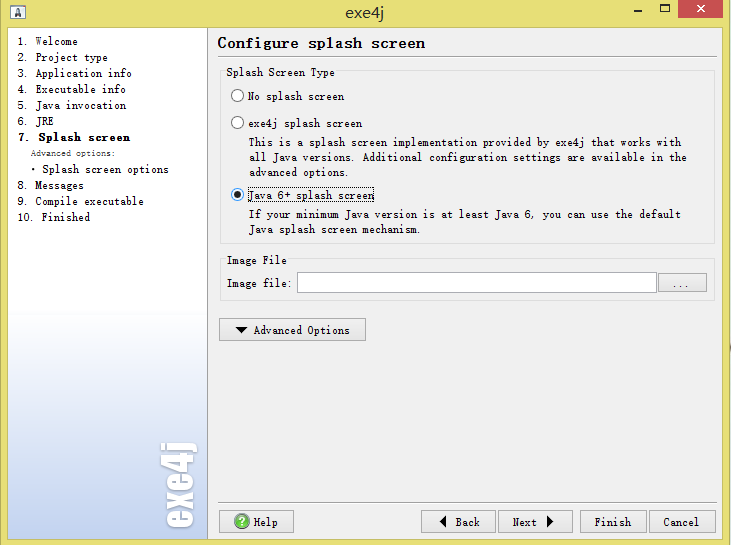 exe4j
1. Welcome
2. Project type
3. Application info
4. Executable info
5. Java invocation
6. JRE
7. Splash screen
Advanced options:
· Splash screen options
8. Messages
9. Compile executable
10. Finished
exe4j
Configure splash screen
Splash Screen Type
No splash screen
exe4j splash screen
This is a splash screen implementation provided by exe4j that works with
all Java versions. Additional configuration settings are available in the
advanced options.
Java 6+ splash screen
If your minimum Java version is at least Java 6, you can use the default
Java splash screen mechanism.
Image File
Image file:
...
Advanced Options
Help
Back
Next
Finish
Cancel